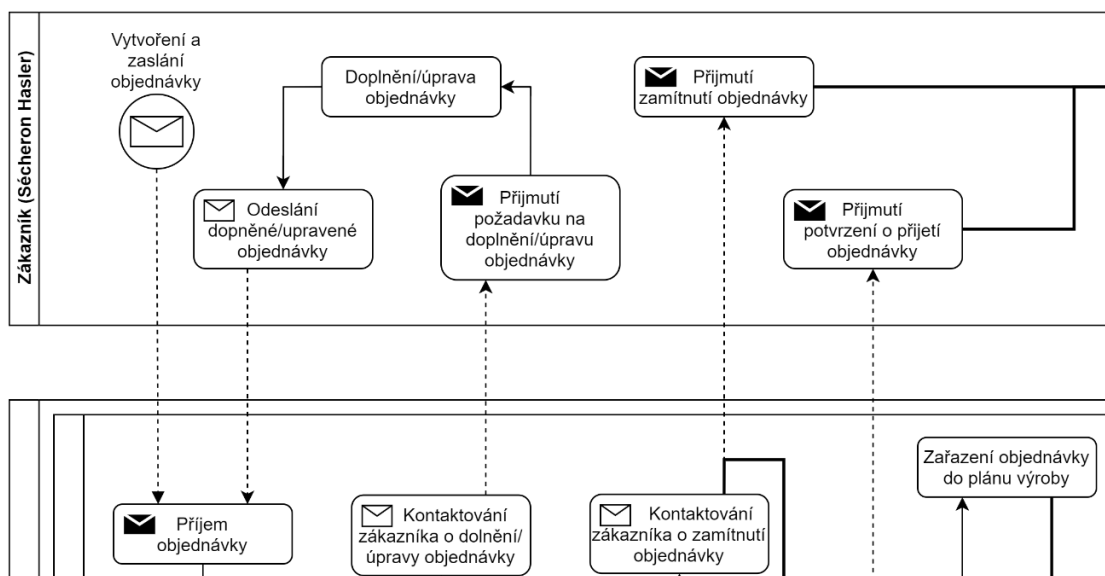 Zákazník (Sécheron Hasler)
Vytvoření a
zaslání
objednávky
Doplnění/úprava
objednávky
Přijmutí
zamítnutí objednávky
Odeslání
dopněné/upravené
objednávky
Přijmutí
požadavku na
doplnění/úpravu
objednávky
Přijmutí
potvrzení o přijetí
objednávky
Zařazení objednávky
do plánu výroby
Příjem
objednávky
Kontaktování
zákazníka o dolnění/
úpravy objednávky
Kontaktování
zákazníka o zamítnutí
objednávky